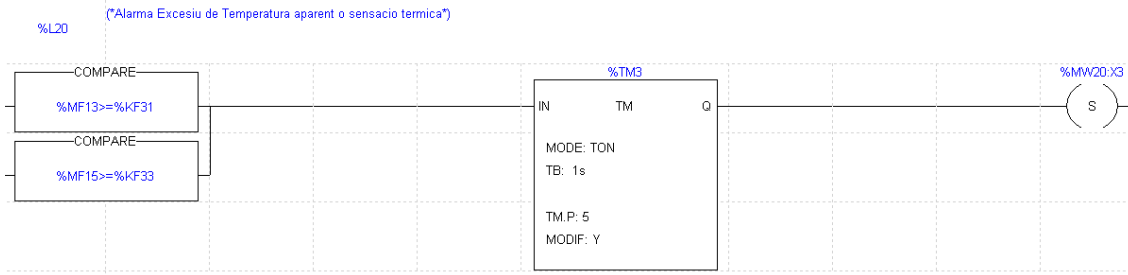 (*Alarma Excesiu de Temperatura aparent o sensacio termica*)
%L20
COMPARE
%MF13>=%KF31
COMPARE
%MF15>=%KF33
%TM3
IN TM Q
MODE: TON
TB: 1s
TM.P: 5
MODIF: Y
%MW20:X3
S